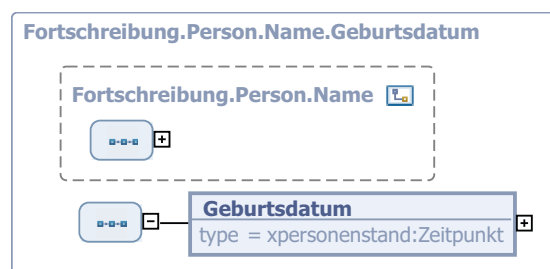 Fortschreibung.Person.Name.Geburtsdatum
Fortschreibung.Person.Name
Geburtsdatum
type = xpersonenstand:Zeitpunkt